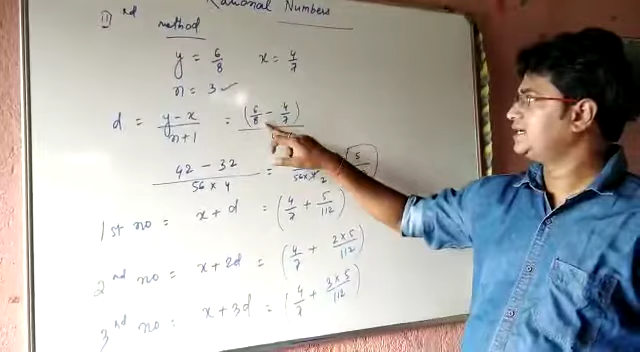 Rational Numbers
II nd method
y = 6/8 x = 4/7
n = 3 ✓
d = (y - x)/(n + 1) = (6/8 - 4/7)
(42 - 32)/(56 x 4) =
5
1st no = x + d = (4/7 + 5/112)
2nd no = x + 2d = (4/7 + (2 x 5)/112)
3rd no = x + 3d = (4/7 + (3 x 5)/112)